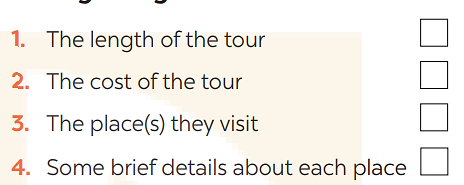 1. The length of the tour
2. The cost of the tour
3. The place(s) they visit
4. Some brief details about each place